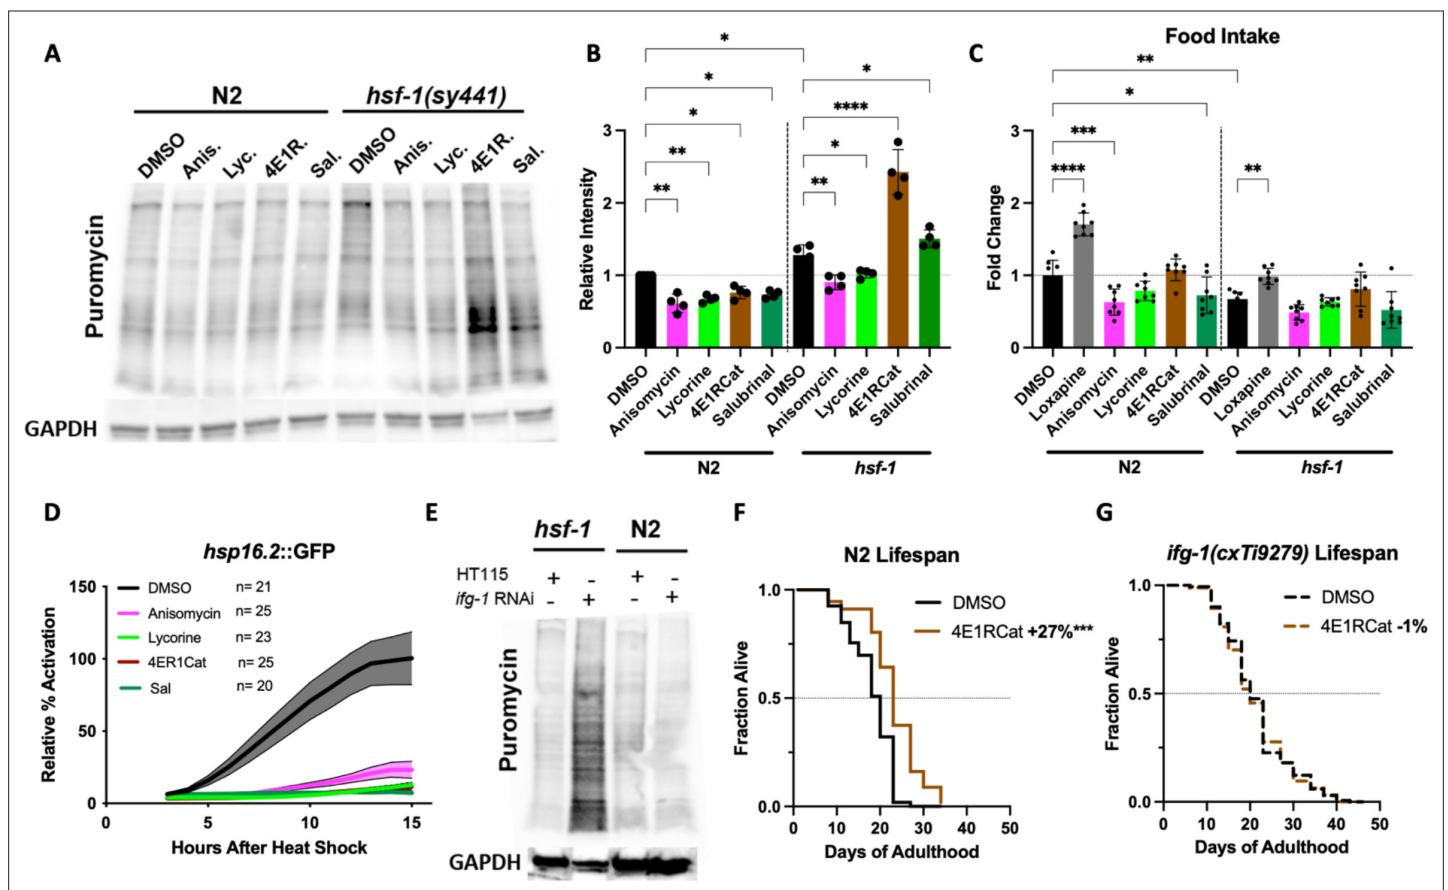 A
N2
hsf-1(sy441)
DMSO
Anis.
Lyc.
4E1R.
Sal.
DMSO
Anis.
Lyc.
4E1R.
Sal.
Puromycin
GAPDH
B
*
*
*
*
****
**
*
**
**
Relative Intensity
3
2
1
0
DMSO
Anisomycin
Lycorine
4E1RCat
Salubrinal
DMSO
Anisomycin
Lycorine
4E1RCat
Salubrinal
N2
hsf-1
C
Food Intake
**
*
***
****
**
Fold Change
3
2
1
0
DMSO
Loxapine
Anisomycin
Lycorine
4E1RCat
Salubrinal
DMSO
Loxapine
Anisomycin
Lycorine
4E1RCat
Salubrinal
N2
hsf-1
D
hsp16.2::GFP
Relative % Activation
150
100
50
0
DMSO n= 21
Anisomycin n= 25
Lycorine n= 23
4ER1Cat n= 25
Sal n= 20
0 5 10 15
Hours After Heat Shock
E
hsf-1 N2
HT115 + - + -
ifg-1 RNAi - + - +
Puromycin
GAPDH
F
N2 Lifespan
DMSO
4E1RCat +27%***
Fraction Alive
1.0
0.5
0.0
0 10 20 30 40 50
Days of Adulthood
G
ifg-1(cxTi9279) Lifespan
DMSO
4E1RCat -1%
Fraction Alive
1.0
0.5
0.0
0 10 20 30 40 50
Days of Adulthood